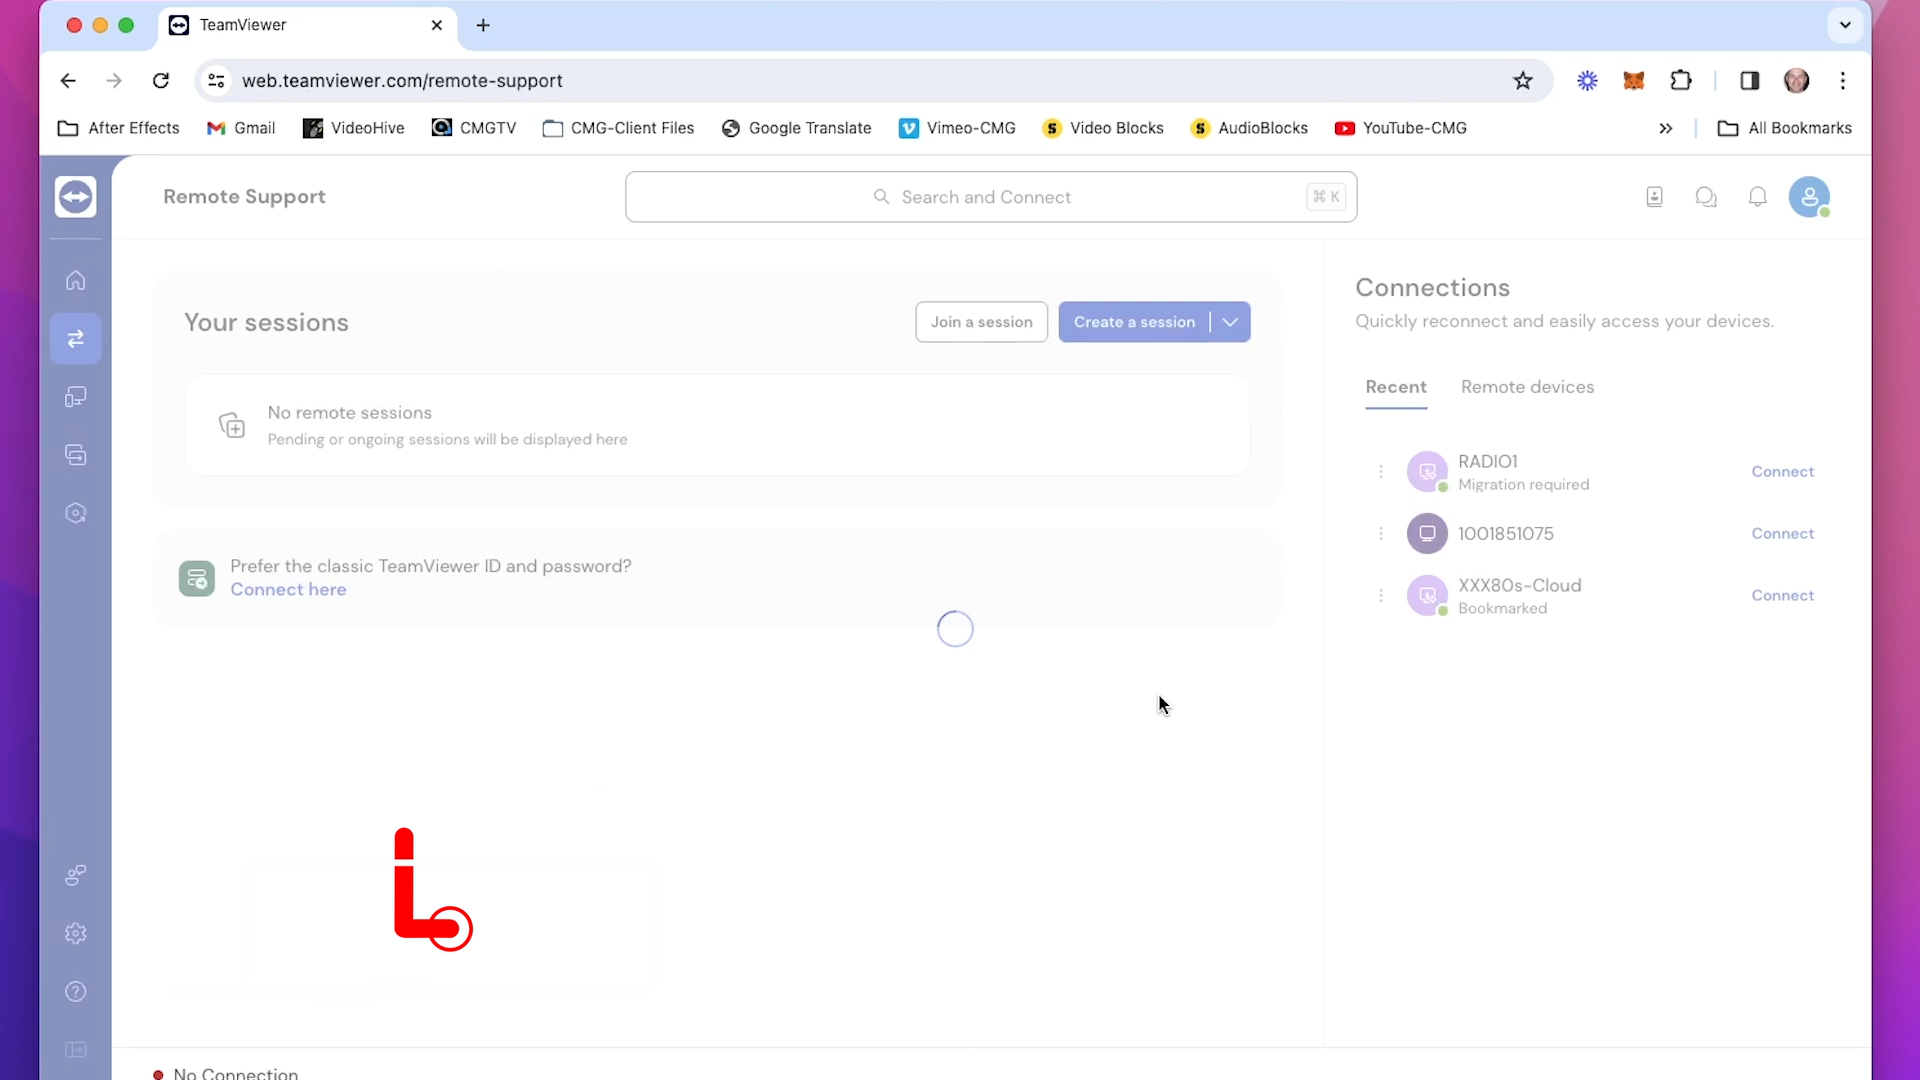 TeamViewer
web.teamviewer.com/remote-support
After Effects
Gmail
VideoHive
CMGTV
CMG-Client Files
Google Translate
Vimeo-CMG
Video Blocks
AudioBlocks
YouTube-CMG
All Bookmarks
Remote Support
Search and Connect
⌘ K
Your sessions
Join a session
Create a session
No remote sessions
Pending or ongoing sessions will be displayed here
Prefer the classic TeamViewer ID and password?
Connect here
Connections
Quickly reconnect and easily access your devices.
Recent
Remote devices
RADIO1
Migration required
Connect
1001851075
Connect
XXX80s-Cloud
Bookmarked
Connect
No Connection